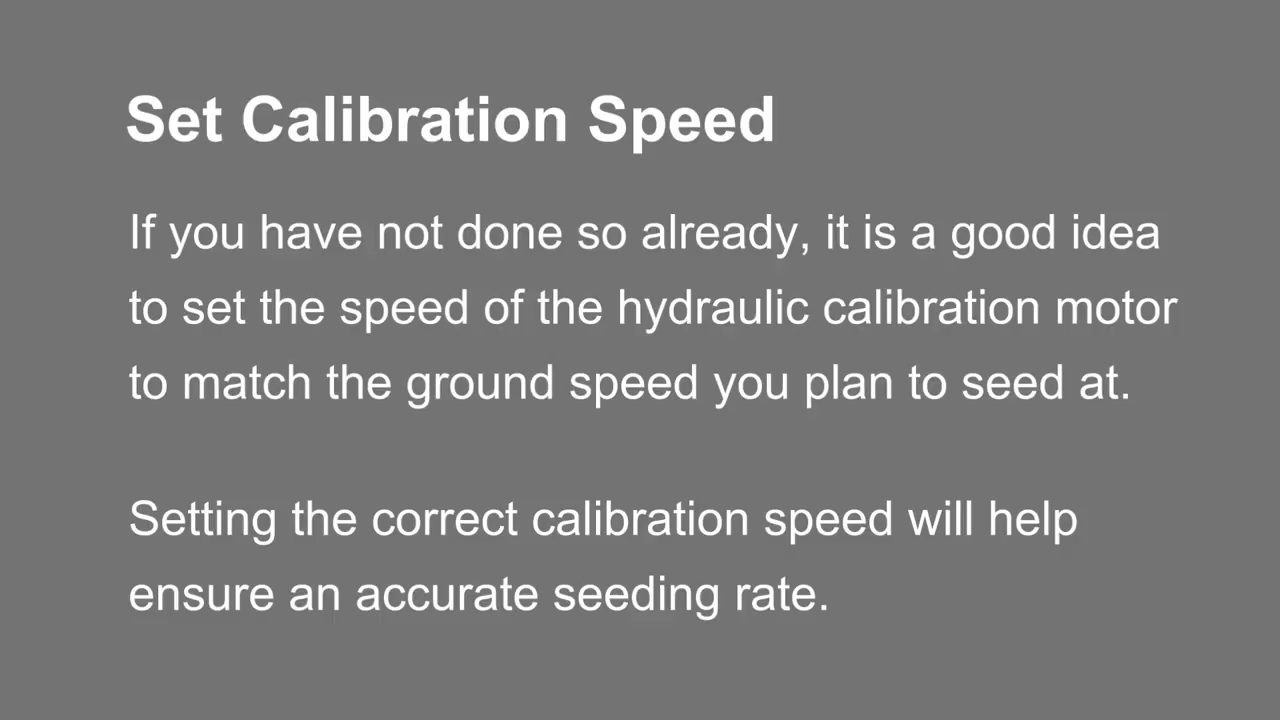 Set Calibration Speed
If you have not done so already, it is a good idea
to set the speed of the hydraulic calibration motor
to match the ground speed you plan to seed at.
Setting the correct calibration speed will help
ensure an accurate seeding rate.